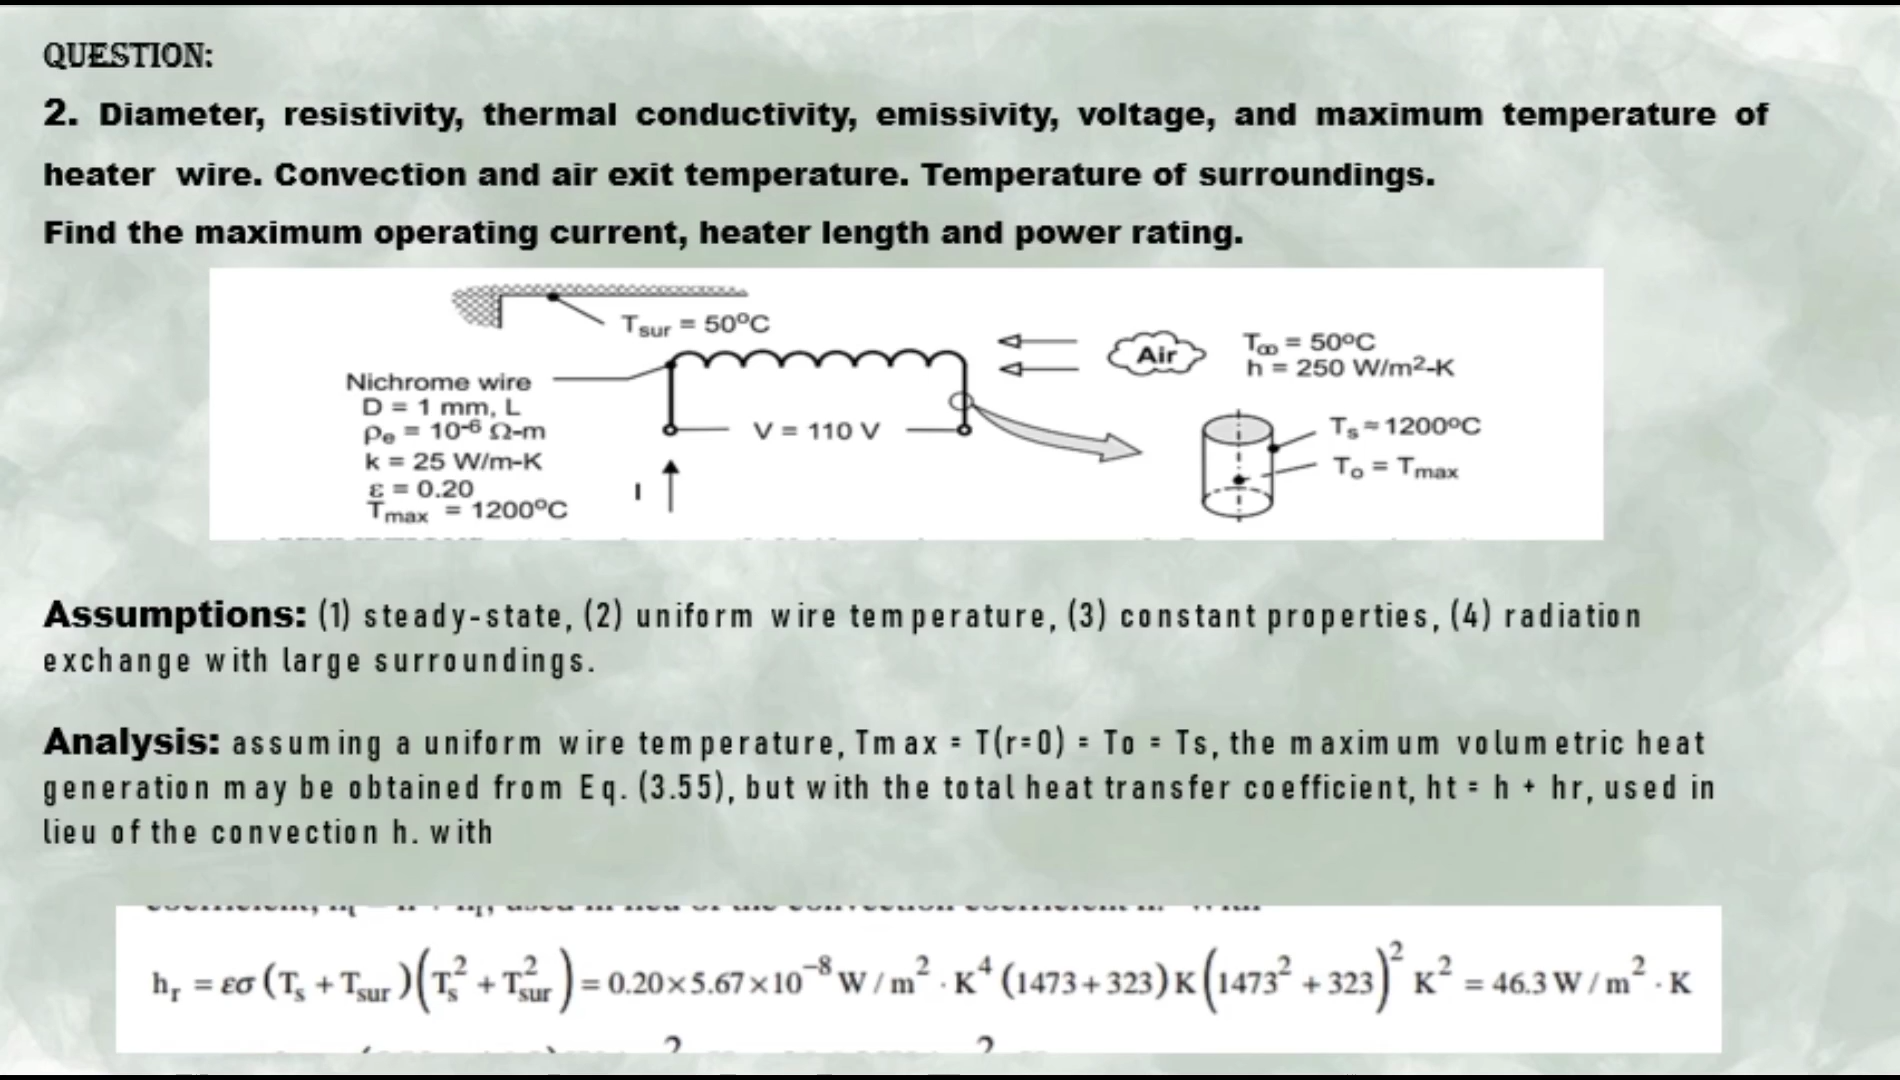 QUESTION:
2. Diameter, resistivity, thermal conductivity, emissivity, voltage, and maximum temperature of
heater wire. Convection and air exit temperature. Temperature of surroundings.
Find the maximum operating current, heater length and power rating.
Tsur = 50°C
Air
T∞ = 50°C
h = 250 W/m²-K
Nichrome wire
D = 1 mm, L
ρe = 10⁻⁶ Ω-m
k = 25 W/m-K
ε = 0.20
Tmax = 1200°C
V = 110 V
I
Ts ≈ 1200°C
To = Tmax
Assumptions: (1) steady-state, (2) uniform wire temperature, (3) constant properties, (4) radiation
exchange with large surroundings.
Analysis: assuming a uniform wire temperature, Tmax = T(r=0) = To = Ts, the maximum volumetric heat
generation may be obtained from Eq. (3.55), but with the total heat transfer coefficient, ht = h + hr, used in
lieu of the convection h. with
hr = εσ (Ts + Tsur)(Ts² + Tsur²) = 0.20×5.67×10⁻⁸ W / m² · K⁴ (1473+323) K (1473² + 323)² K² = 46.3 W / m² · K